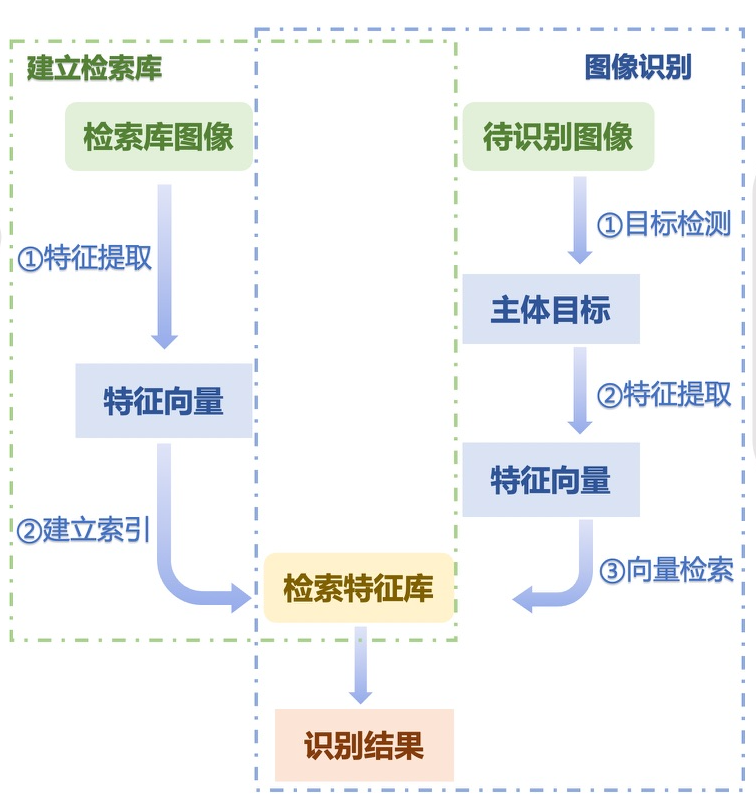 建立检索库
检索库图像
①特征提取
特征向量
②建立索引
图像识别
待识别图像
①目标检测
主体目标
②特征提取
特征向量
③向量检索
检索特征库
识别结果